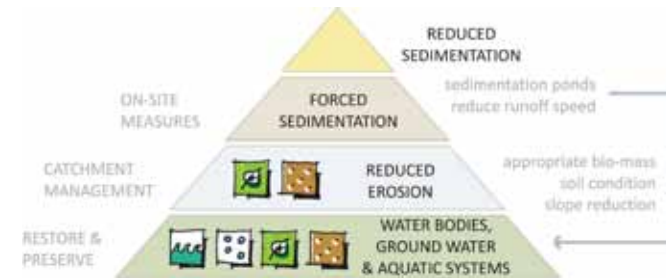 REDUCED
SEDIMENTATION
ON-SITE
MEASURES
FORCED
SEDIMENTATION
sedimentation ponds
reduce runoff speed
CATCHMENT
MANAGEMENT
REDUCED
EROSION
appropriate bio-mass
soil condition
slope reduction
RESTORE &
PRESERVE
WATER BODIES,
GROUND WATER
& AQUATIC SYSTEMS